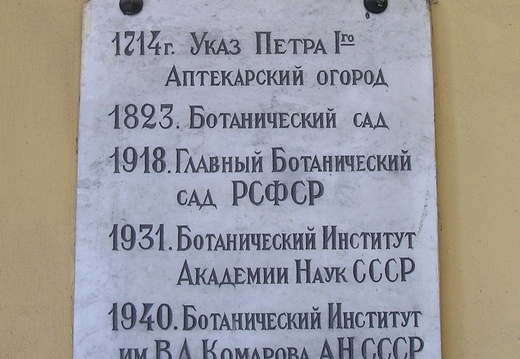 1714г. Указ Петра Iго
Аптекарский огород
1823. Ботанический сад
1918. Главный Ботанический
сад РСФСР
1931. Ботанический Институт
Академии Наук СССР
1940. Ботанический Институт
им. В.Л. Комарова АН СССР